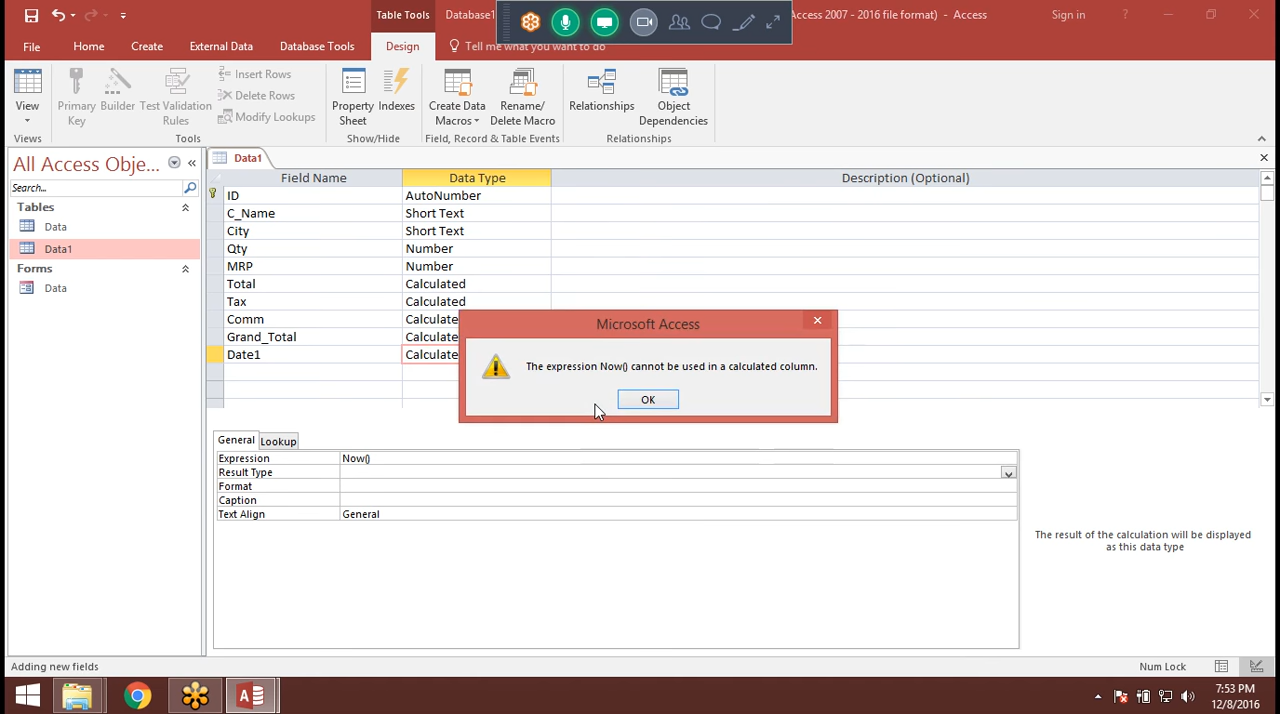 Table Tools
Database1
(Access 2007 - 2016 file format) - Access
Sign in
?
File
Home
Create
External Data
Database Tools
Design
Tell me what you want to do
View
Primary Key
Builder
Test Validation Rules
Insert Rows
Delete Rows
Modify Lookups
Property Sheet
Indexes
Create Data Macros
Rename/ Delete Macro
Relationships
Object Dependencies
Views
Tools
Show/Hide
Field, Record & Table Events
Relationships
All Access Obje...
Search...
Tables
Data
Data1
Forms
Data
Data1
Field Name Data Type Description (Optional)
ID AutoNumber
C_Name Short Text
City Short Text
Qty Number
MRP Number
Total Calculated
Tax Calculated
Comm Calculate
Grand_Total Calculate
Date1 Calculate
Microsoft Access
The expression Now() cannot be used in a calculated column.
OK
General Lookup
Expression Now()
Result Type
Format
Caption
Text Align General
The result of the calculation will be displayed
as this data type
Adding new fields
Num Lock
7:53 PM
12/8/2016